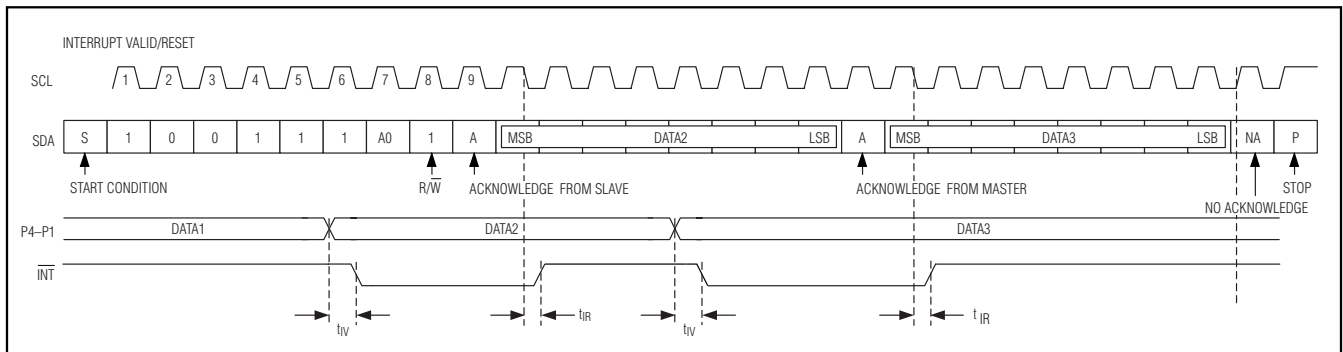 INTERRUPT VALID/RESET
SCL 1 2 3 4 5 6 7 8 9
SDA S 1 0 0 1 1 1 A0 1 A MSB DATA2 LSB A MSB DATA3 LSB NA P
START CONDITION R/W̅ ACKNOWLEDGE FROM SLAVE ACKNOWLEDGE FROM MASTER STOP
NO ACKNOWLEDGE
P4–P1 DATA1 DATA2 DATA3
I̅N̅T̅
tIV tIR tIV tIR